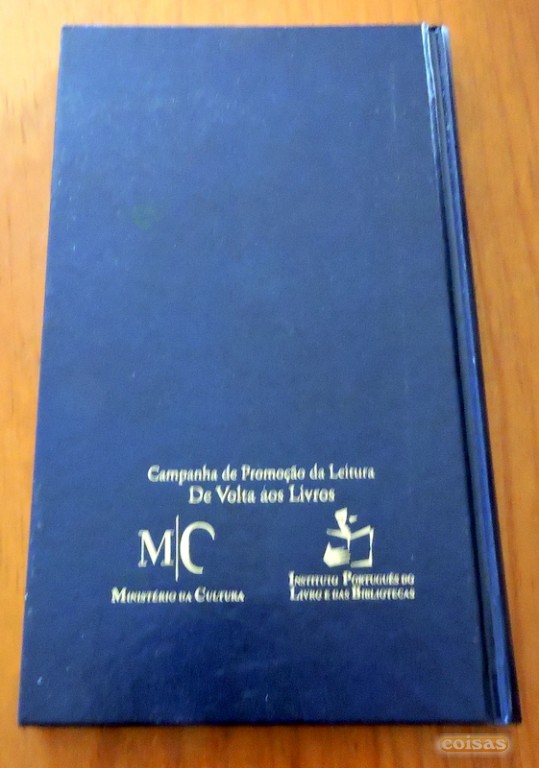 Campanha de Promoção da Leitura
De Volta aos Livros
M|C
MINISTÉRIO DA CULTURA
INSTITUTO PORTUGUÊS DO
LIVRO E DAS BIBLIOTECAS
coisas